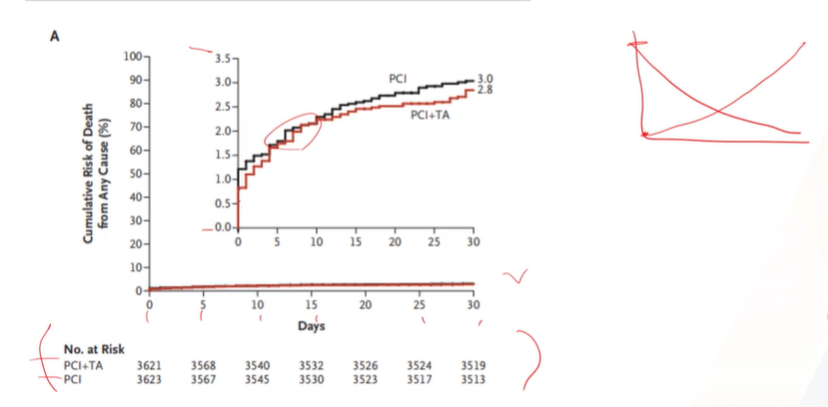 A
Cumulative Risk of Death
from Any Cause (%)
100
90
80
70
60
50
40
30
20
10
0
3.5
3.0
2.5
2.0
1.5
1.0
0.5
0.0
0 5 10 15 20 25 30
PCI
3.0
2.8
PCI+TA
0 5 10 15 20 25 30
Days
No. at Risk
PCI+TA 3621 3568 3540 3532 3526 3524 3519
PCI 3623 3567 3545 3530 3523 3517 3513